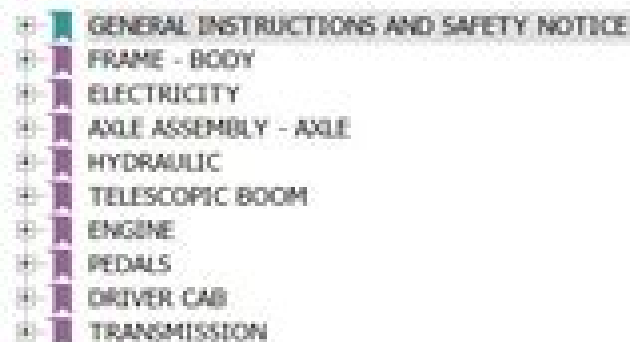 GENERAL INSTRUCTIONS AND SAFETY NOTICE
FRAME - BODY
ELECTRICITY
AXLE ASSEMBLY - AXLE
HYDRAULIC
TELESCOPIC BOOM
ENGINE
PEDALS
DRIVER CAB
TRANSMISSION